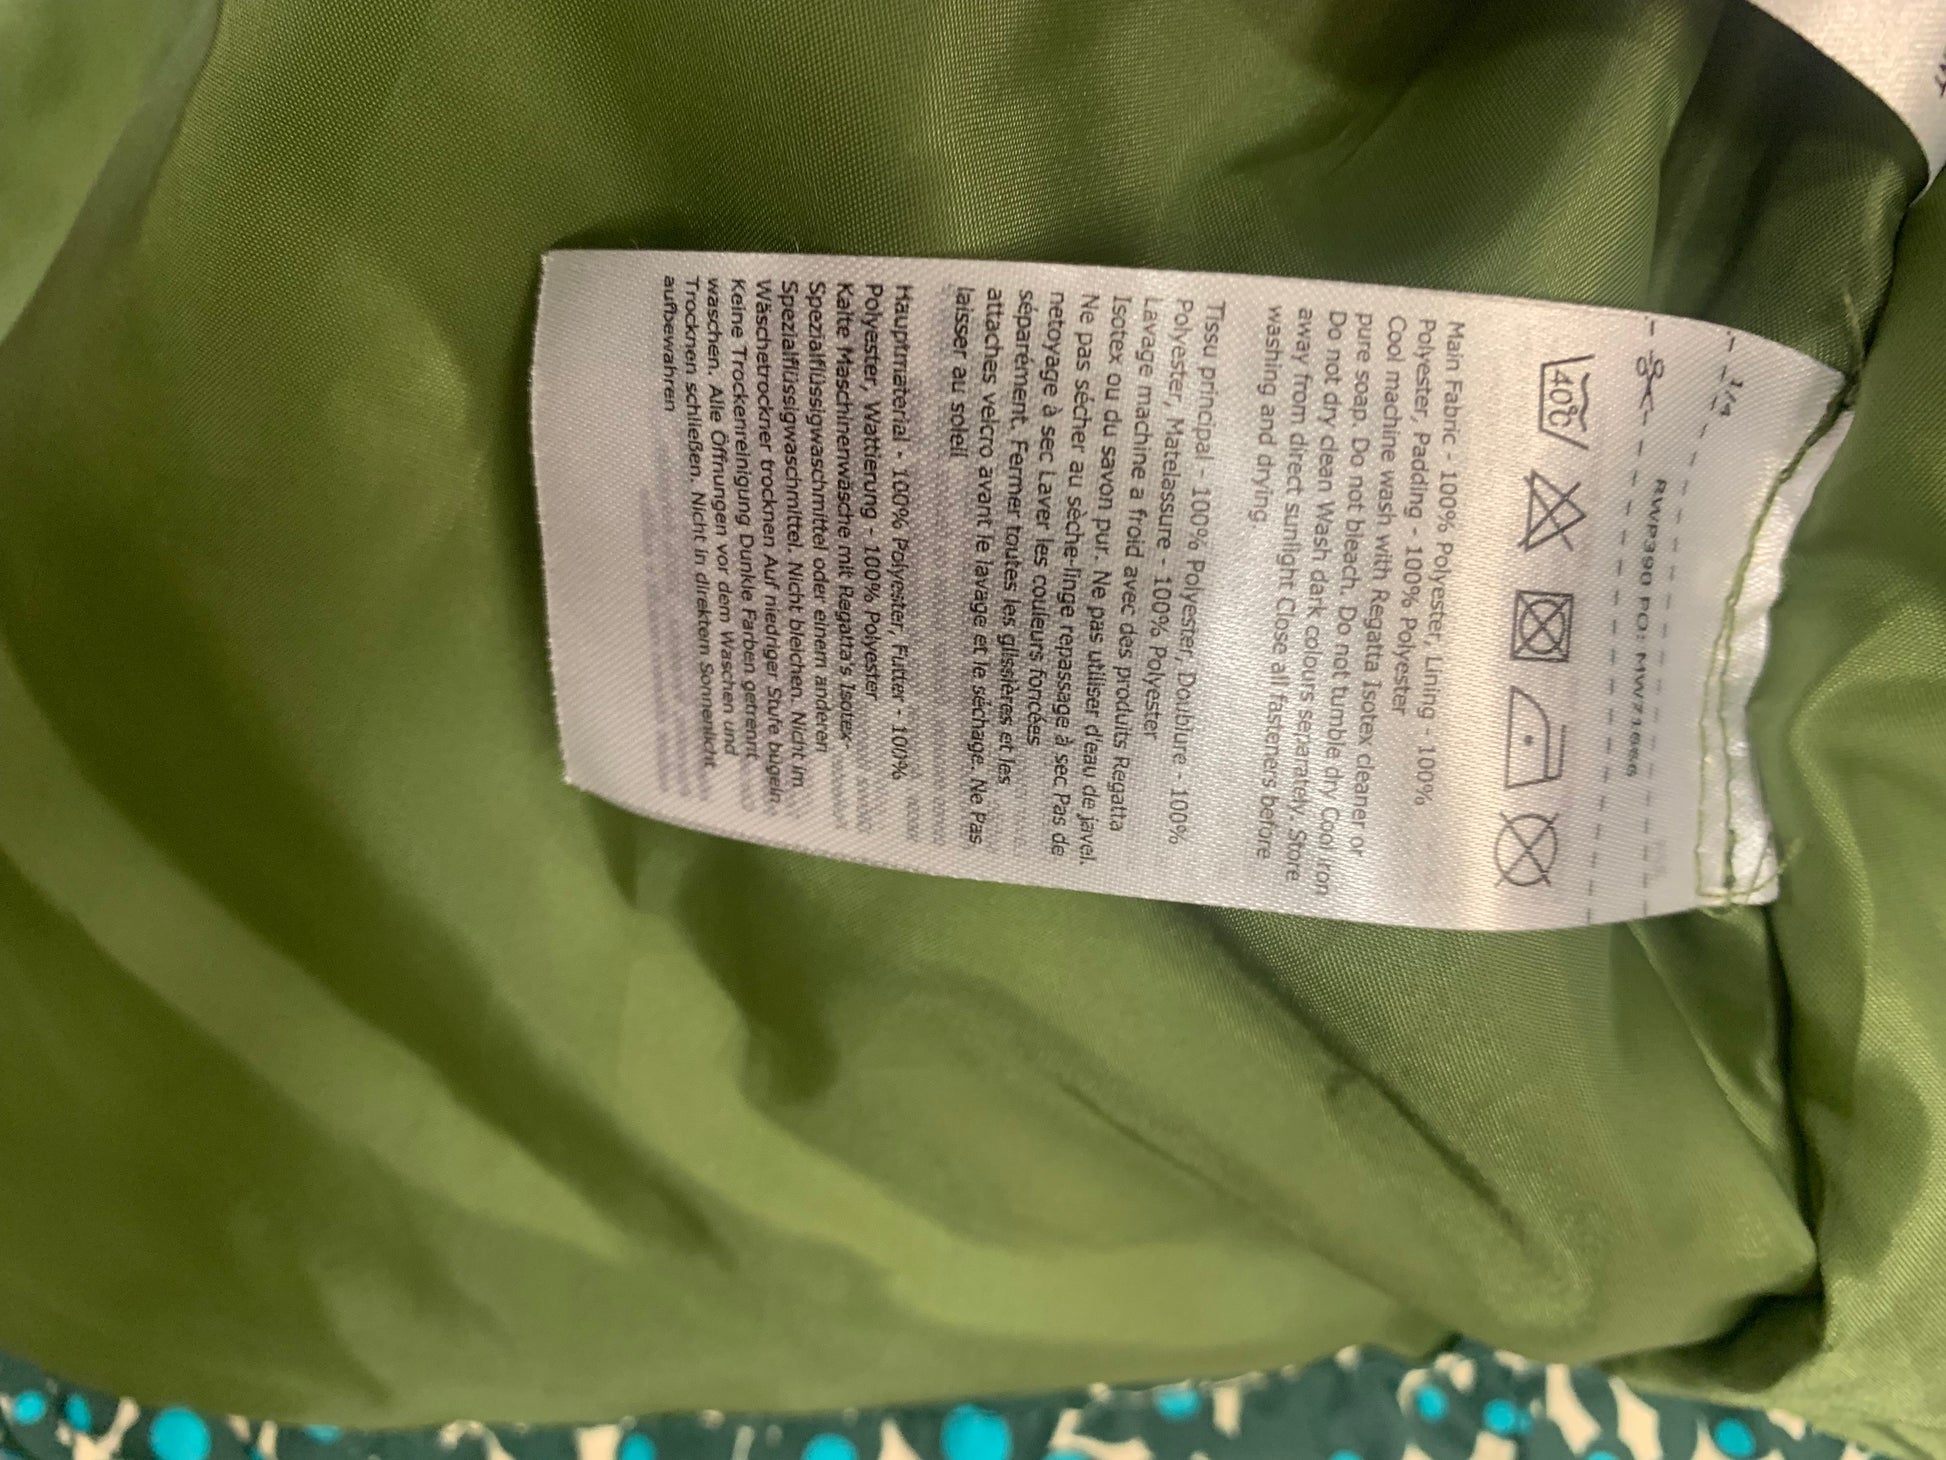 1/4
RWP390 PO: MW71686
40°C
Main Fabric - 100% Polyester, Lining - 100%
Polyester, Padding - 100% Polyester
Cool machine wash with Regatta Isotex cleaner or
pure soap. Do not bleach. Do not tumble dry Cool iron
Do not dry clean Wash dark colours separately. Store
away from direct sunlight Close all fasteners before
washing and drying
Tissu principal - 100% Polyester, Doublure - 100%
Polyester, Matelassure - 100% Polyester
Lavage machine a froid avec des produits Regatta
Isotex ou du savon pur. Ne pas utiliser d'eau de javel.
Ne pas sécher au sèche-linge repassage à sec Pas de
netoyage à sec Laver les couleurs forcées
séparément. Fermer toutes les glissières et les
attaches velcro avant le lavage et le séchage. Ne Pas
laisser au soleil
Hauptmaterial - 100% Polyester, Futter - 100%
Polyester, Wattierung - 100% Polyester
Kalte Maschinenwäsche mit Regatta's Isotex-
Spezialflüssigwaschmittel oder einem anderen
Spezialflüssigwaschmittel. Nicht bleichen. Nicht im
Wäschetrockner trocknen Auf niedriger Stufe bügeln
Keine Trockenreinigung Dunkle Farben getrennt
waschen. Alle Öffnungen vor dem Waschen und
Trocknen schließen. Nicht in direktem Sonnenlicht
aufbewahren